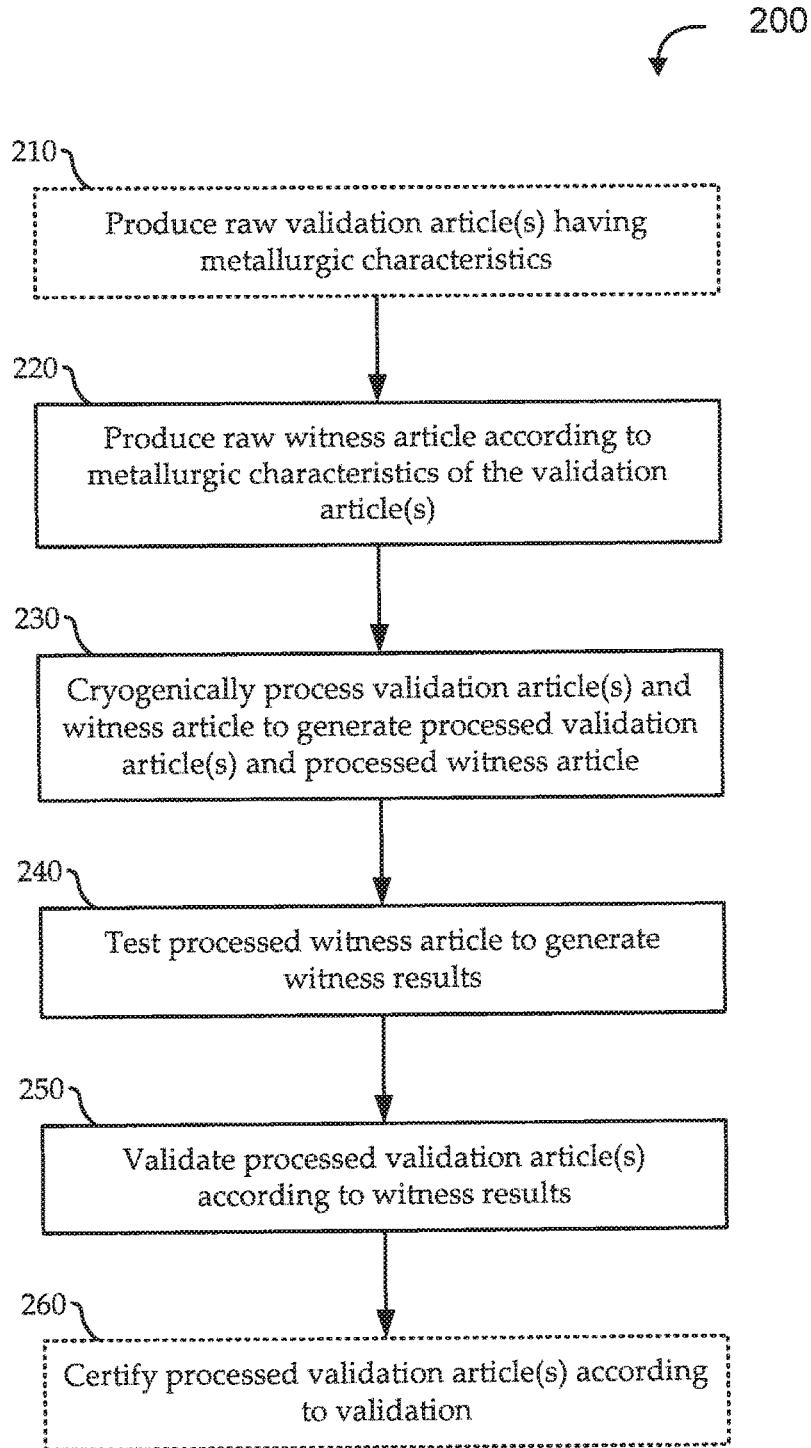 200
210
Produce raw validation article(s) having
metallurgic characteristics
220
Produce raw witness article according to
metallurgic characteristics of the validation
article(s)
230
Cryogenically process validation article(s) and
witness article to generate processed validation
article(s) and processed witness article
240
Test processed witness article to generate
witness results
250
Validate processed validation article(s)
according to witness results
260
Certify processed validation article(s) according
to validation